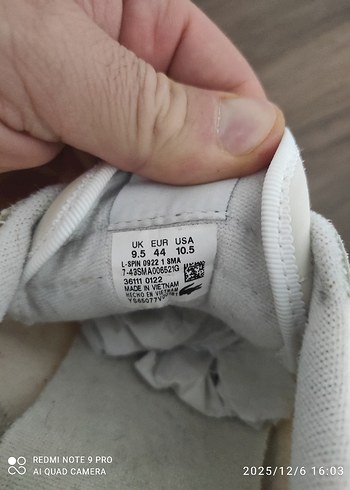 UK EUR USA
9.5 44 10.5
L-SPIN 0922 1 SMA
7-43SMA006521G
36111 0122
MADE IN VIETNAM
HECHO EN VIETNAM
REDMI NOTE 9 PRO
AI QUAD CAMERA
2025/12/6 16:03